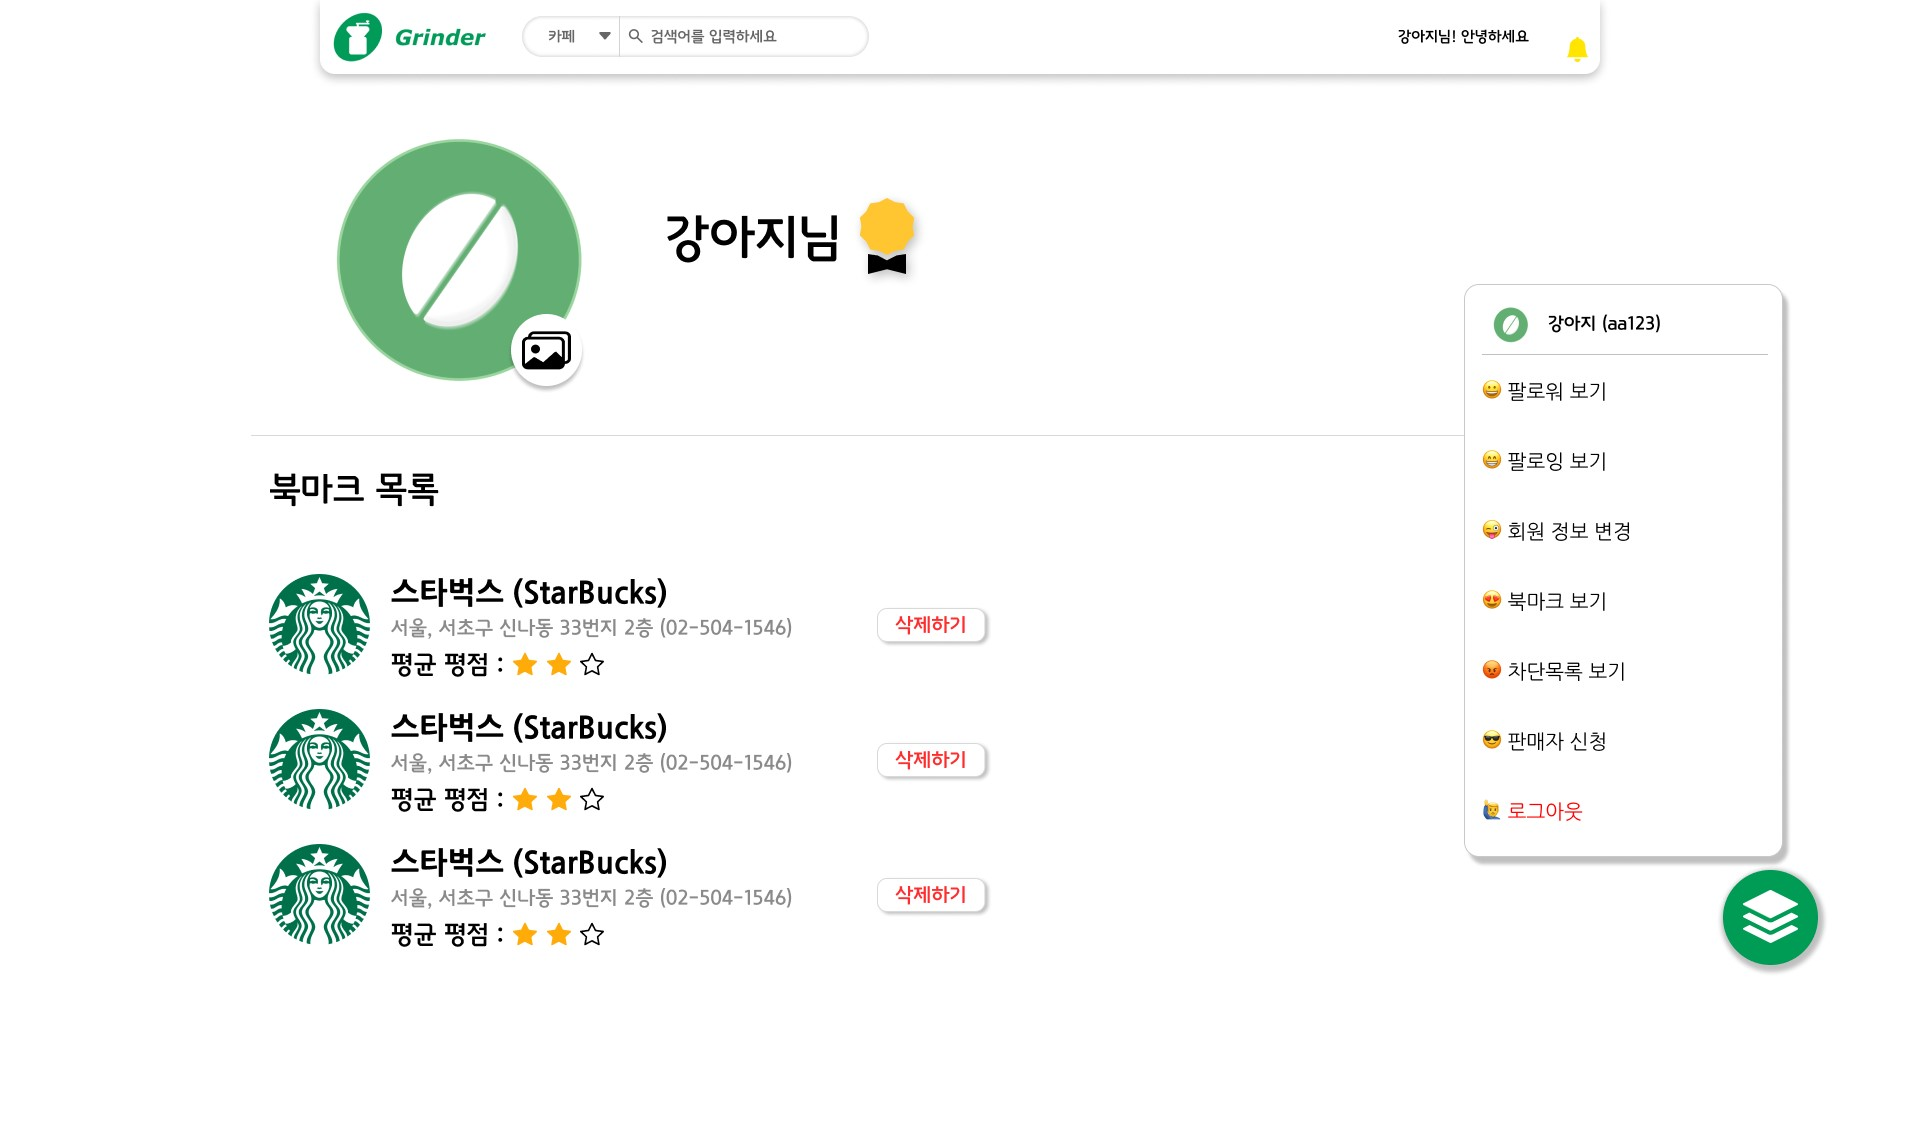 Grinder
카페
검색어를 입력하세요
강아지님! 안녕하세요
강아지님
북마크 목록
스타벅스 (StarBucks)
서울, 서초구 신나동 33번지 2층 (02-504-1546)
평균 평점 :
삭제하기
스타벅스 (StarBucks)
서울, 서초구 신나동 33번지 2층 (02-504-1546)
평균 평점 :
삭제하기
스타벅스 (StarBucks)
서울, 서초구 신나동 33번지 2층 (02-504-1546)
평균 평점 :
삭제하기
강아지 (aa123)
팔로워 보기
팔로잉 보기
회원 정보 변경
북마크 보기
차단목록 보기
판매자 신청
로그아웃